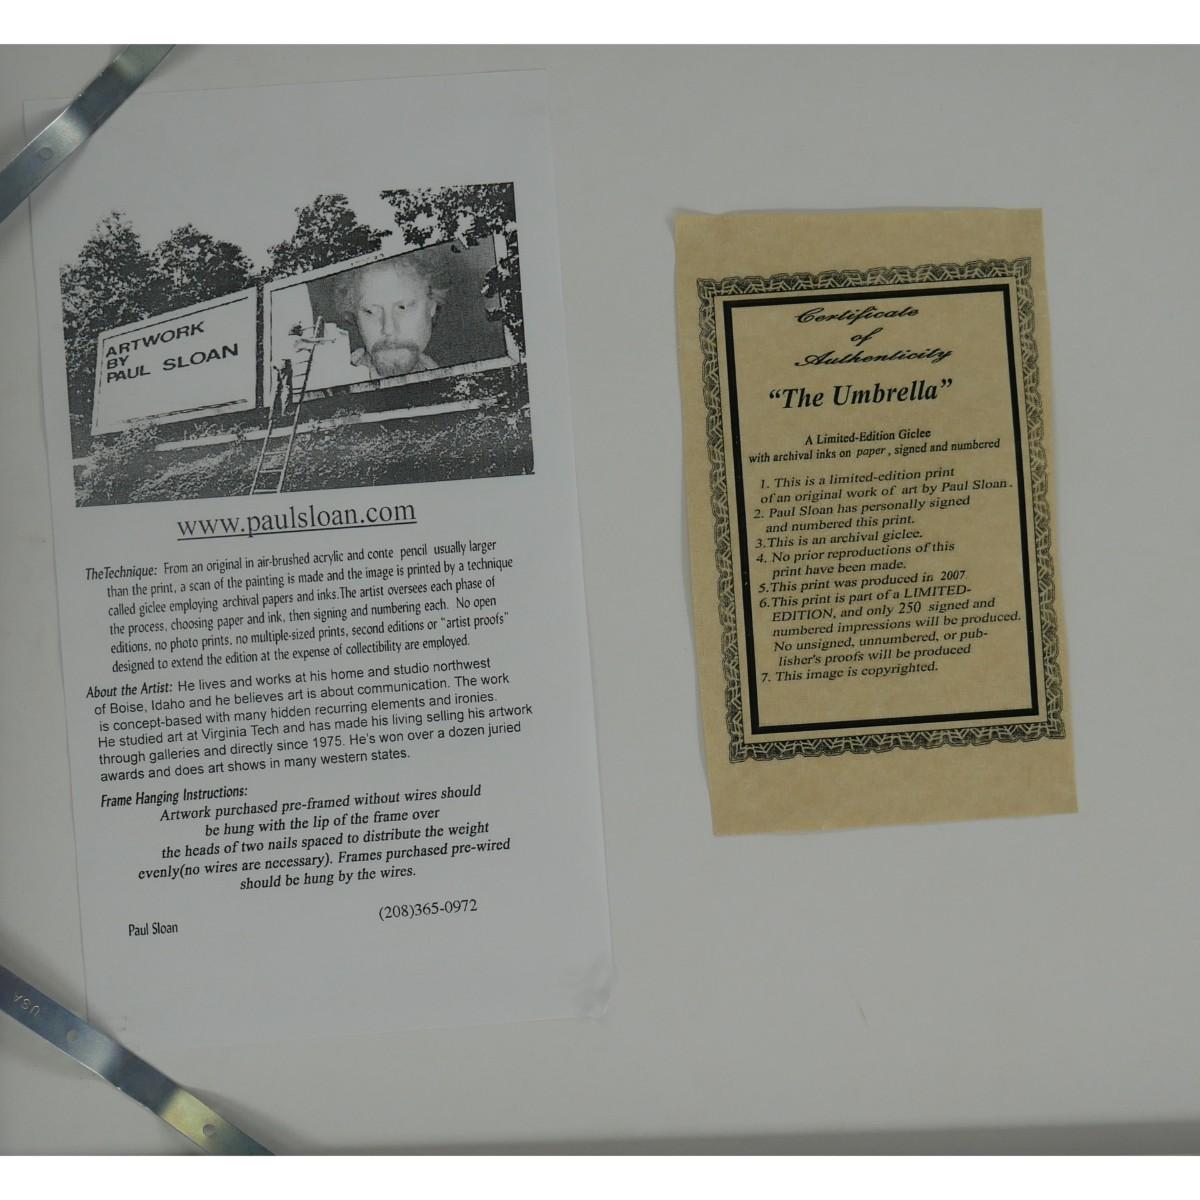 ARTWORK
BY
PAUL SLOAN
www.paulsloan.com
The Technique: From an original in air-brushed acrylic and conte pencil usually larger
than the print, a scan of the painting is made and the image is printed by a technique
called giclee employing archival papers and inks.The artist oversees each phase of
the process, choosing paper and ink, then signing and numbering each. No open
editions, no photo prints, no multiple-sized prints, second editions or "artist proofs"
designed to extend the edition at the expense of collectibility are employed.
About the Artist: He lives and works at his home and studio northwest
of Boise, Idaho and he believes art is about communication. The work
is concept-based with many hidden recurring elements and ironies.
He studied art at Virginia Tech and has made his living selling his artwork
through galleries and directly since 1975. He's won over a dozen juried
awards and does art shows in many western states.
Frame Hanging Instructions:
Artwork purchased pre-framed without wires should
be hung with the lip of the frame over
the heads of two nails spaced to distribute the weight
evenly(no wires are necessary). Frames purchased pre-wired
should be hung by the wires.
Paul Sloan
(208)365-0972
USA
Certificate
of
Authenticity
"The Umbrella"
A Limited-Edition Giclee
with archival inks on paper, signed and numbered
1. This is a limited-edition print
of an original work of art by Paul Sloan.
2. Paul Sloan has personally signed
and numbered this print.
3.This is an archival giclee.
4. No prior reproductions of this
print have been made.
5.This print was produced in 2007
6.This print is part of a LIMITED-
EDITION, and only 250 signed and
numbered impressions will be produced.
No unsigned, unnumbered, or pub-
lisher's proofs will be produced
7. This image is copyrighted.